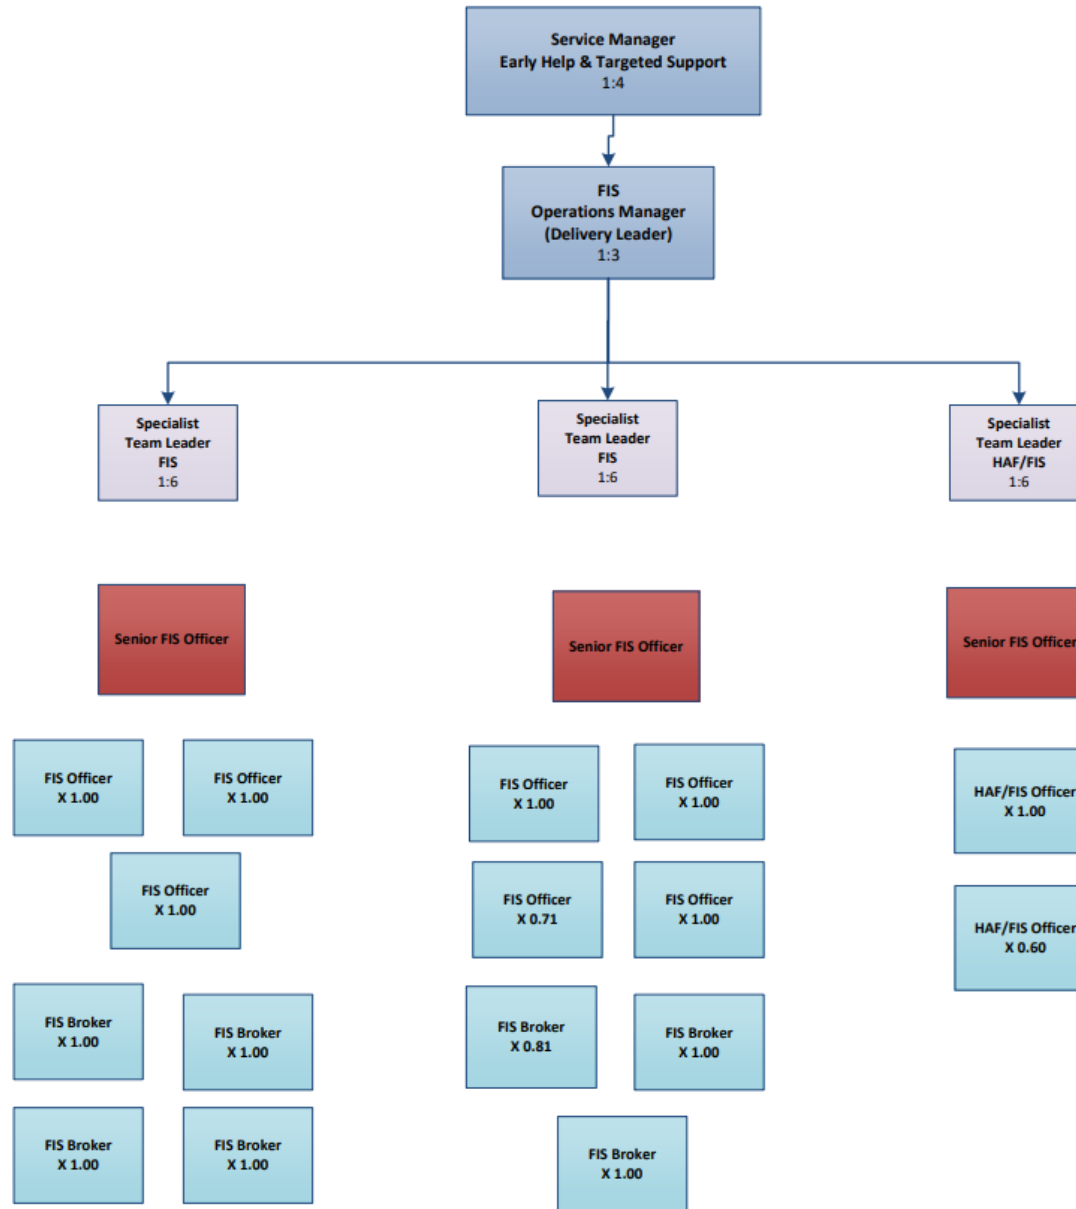 Service Manager
Early Help & Targeted Support
1:4
FIS
Operations Manager
(Delivery Leader)
1:3
Specialist
Team Leader
FIS
1:6
Specialist
Team Leader
FIS
1:6
Specialist
Team Leader
HAF/FIS
1:6
Senior FIS Officer
Senior FIS Officer
Senior FIS Officer
FIS Officer
X 1.00
FIS Officer
X 1.00
FIS Officer
X 1.00
FIS Broker
X 1.00
FIS Broker
X 1.00
FIS Broker
X 1.00
FIS Broker
X 1.00
FIS Officer
X 1.00
FIS Officer
X 1.00
FIS Officer
X 0.71
FIS Officer
X 1.00
FIS Broker
X 0.81
FIS Broker
X 1.00
FIS Broker
X 1.00
HAF/FIS Officer
X 1.00
HAF/FIS Officer
X 0.60